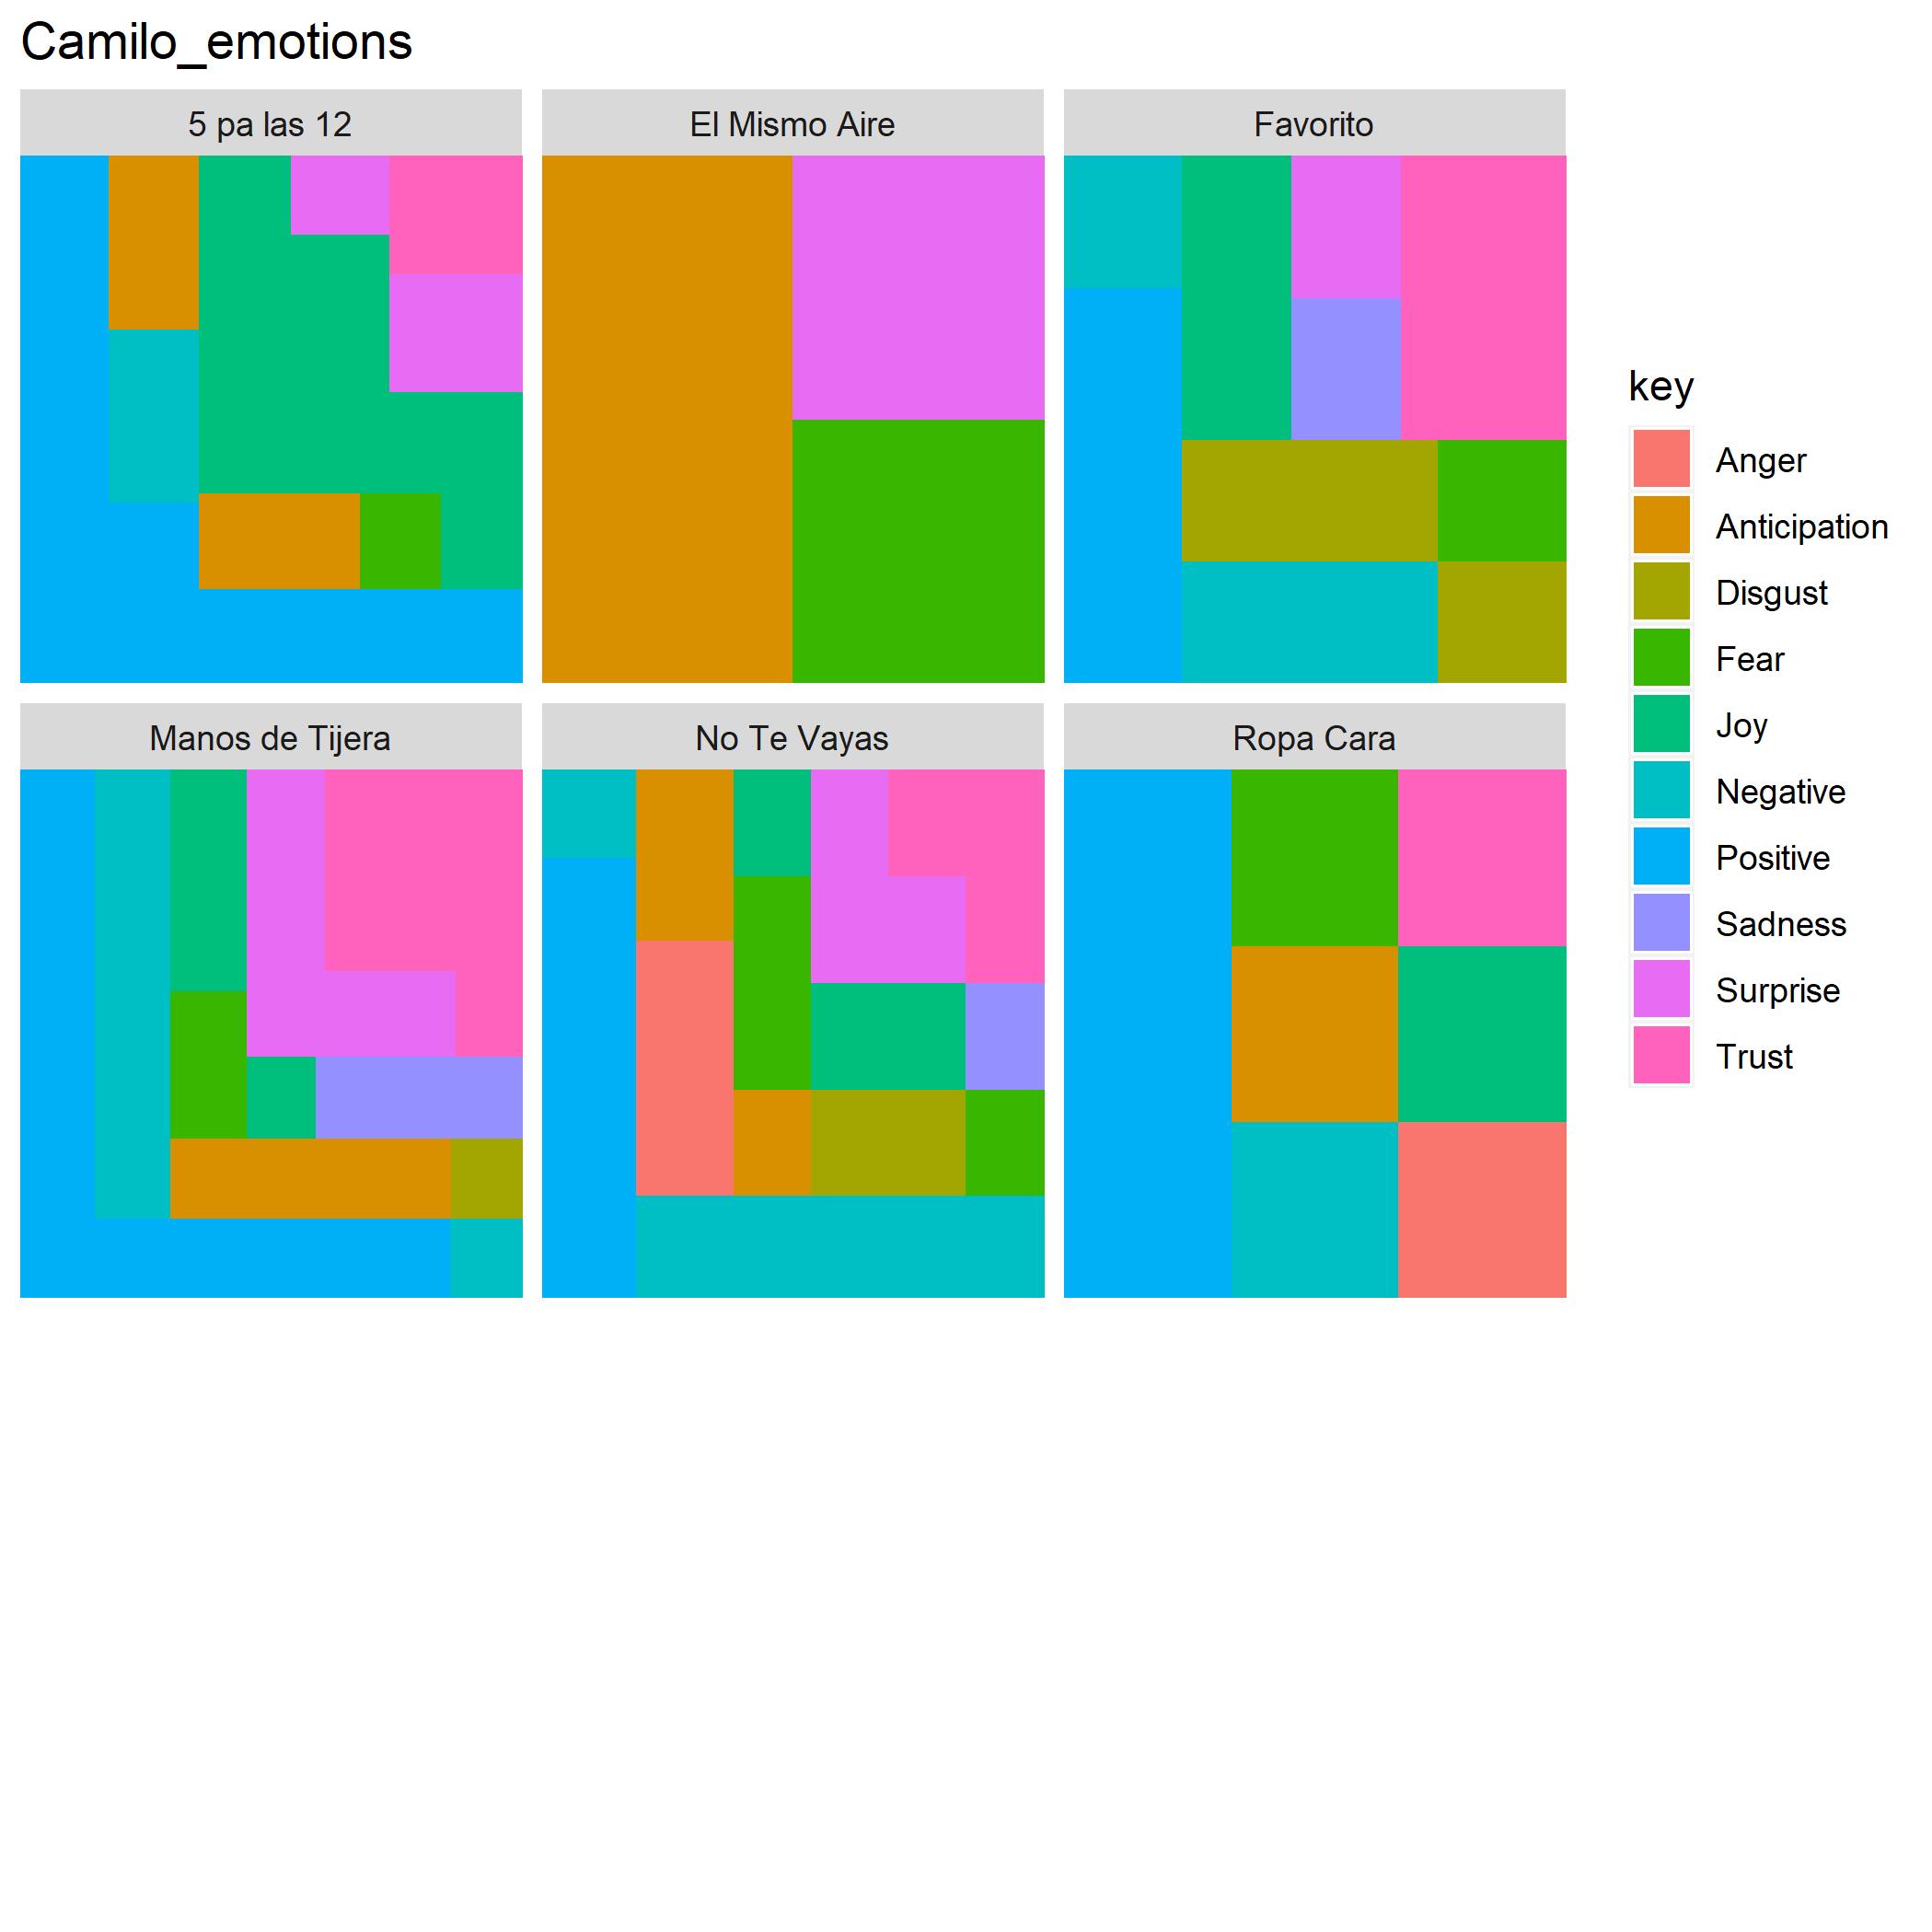 Camilo_emotions
5 pa las 12
El Mismo Aire
Favorito
Manos de Tijera
No Te Vayas
Ropa Cara
key
Anger
Anticipation
Disgust
Fear
Joy
Negative
Positive
Sadness
Surprise
Trust